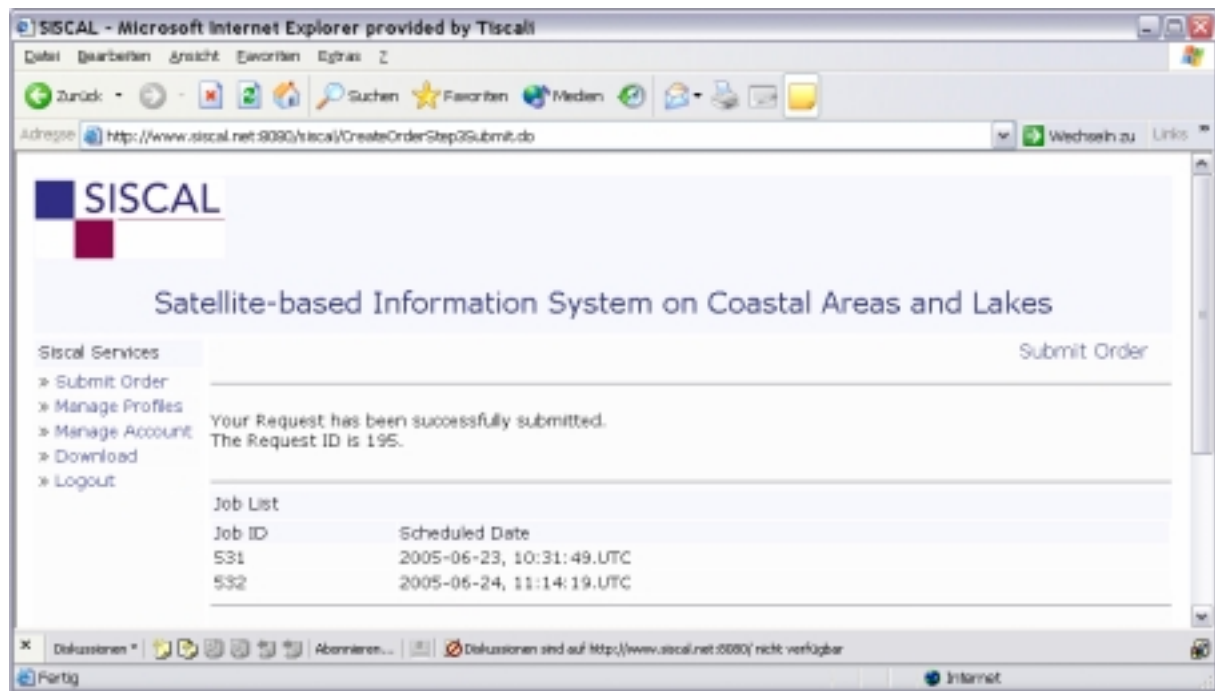 SISCAL - Microsoft Internet Explorer provided by Tiscali
Datei Bearbeiten Ansicht Favoriten Extras ?
Zurück Suchen Favoriten Medien
Adresse http://www.siscal.net:8080/siscal/CreateOrderStep3Submit.do Wechseln zu Links »
SISCAL
Satellite-based Information System on Coastal Areas and Lakes
Siscal Services
Submit Order
» Submit Order
» Manage Profiles
» Manage Account
» Download
» Logout
Your Request has been successfully submitted.
The Request ID is 195.
Job List
Job ID Scheduled Date
531 2005-06-23, 10:31:49.UTC
532 2005-06-24, 11:14:19.UTC
Diskussionen Abonnieren... Diskussionen sind auf http://www.siscal.net:8080/ nicht verfügbar
Fertig Internet